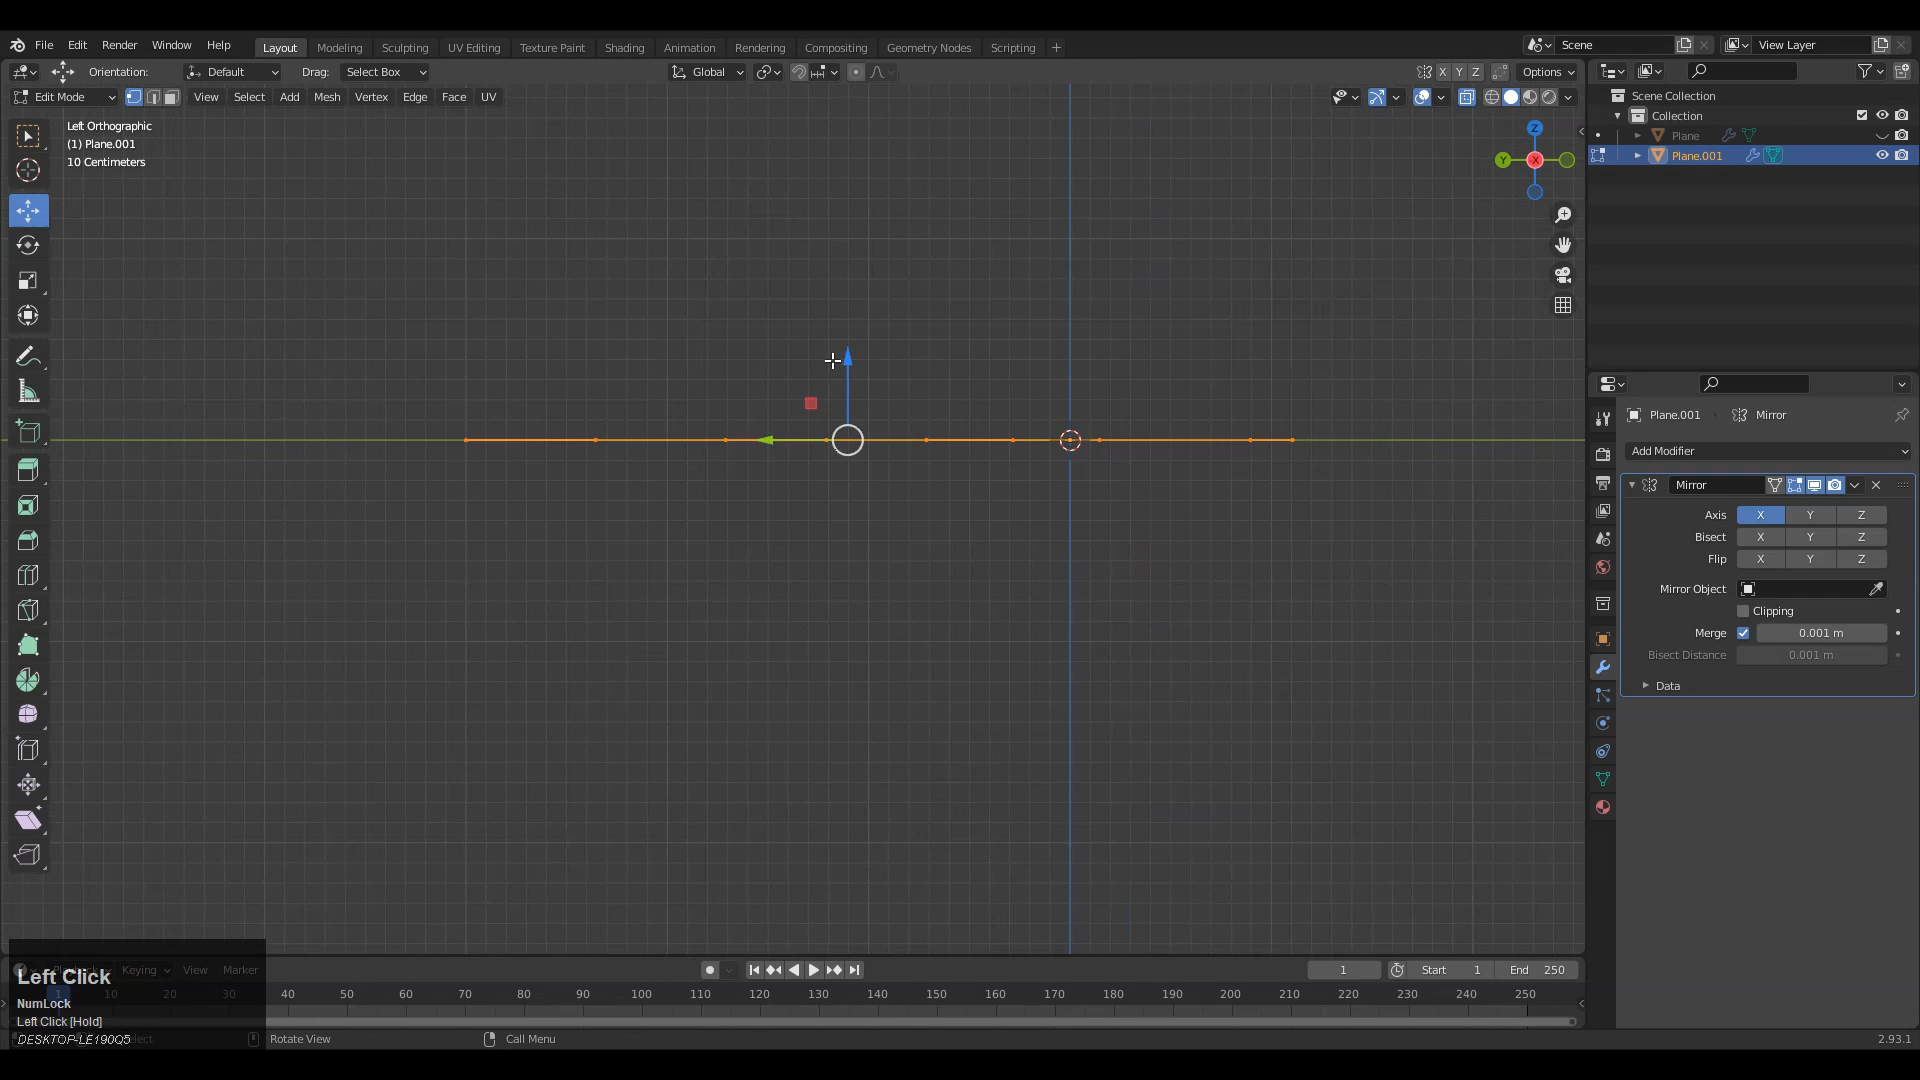 File Edit Render Window Help Layout Modeling Sculpting UV Editing Texture Paint Shading Animation Rendering Compositing Geometry Nodes Scripting + Scene View Layer
Orientation: Default Drag: Select Box Global X Y Z Options
Edit Mode View Select Add Mesh Vertex Edge Face UV
Scene Collection
Collection
Plane
Plane.001
Left Orthographic
(1) Plane.001
10 Centimeters
Z
Y
-X
Plane.001 Mirror
Add Modifier
Mirror
Axis X Y Z
Bisect X Y Z
Flip X Y Z
Mirror Object
Clipping
Merge 0.001 m
Bisect Distance 0.001 m
Data
Keying View Marker 1 Start 1 End 250
1 10 20 30 40 50 60 70 80 90 100 110 120 130 140 150 160 170 180 190 200 210 220 230 240 250
Left Click
NumLock
Left Click [Hold]
DESKTOP-LE190Q5
Rotate View Call Menu 2.93.1